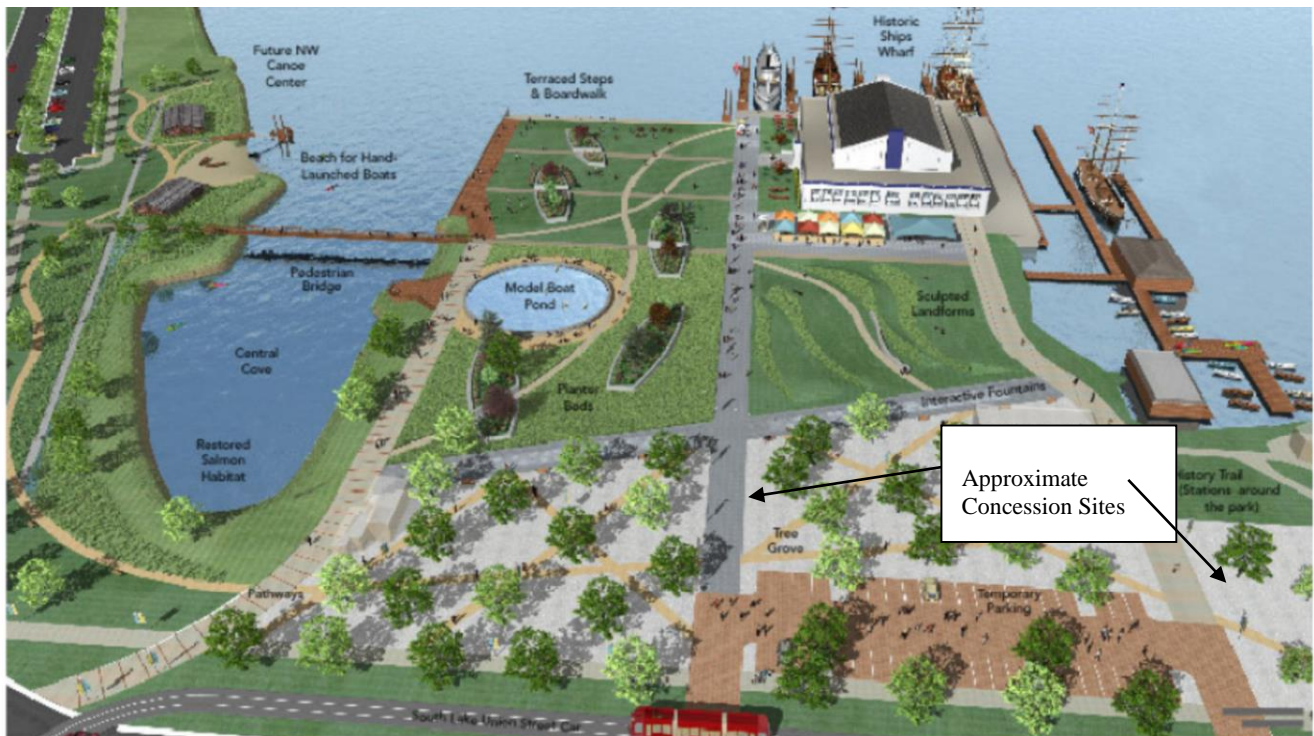 Future NW
Canoe
Center
Historic
Ships
Wharf
Terraced Steps
& Boardwalk
Beach for Hand-
Launched Boats
Pedestrian
Bridge
Model Boat
Pond
Sculpted
Landforms
Central
Cove
Planter
Beds
Interactive Fountains
Restored
Salmon
Habitat
Approximate
Concession Sites
History Trail
(Stations around
the park)
Tree
Grove
Pathways
Temporary
Parking
South Lake Union Street Car